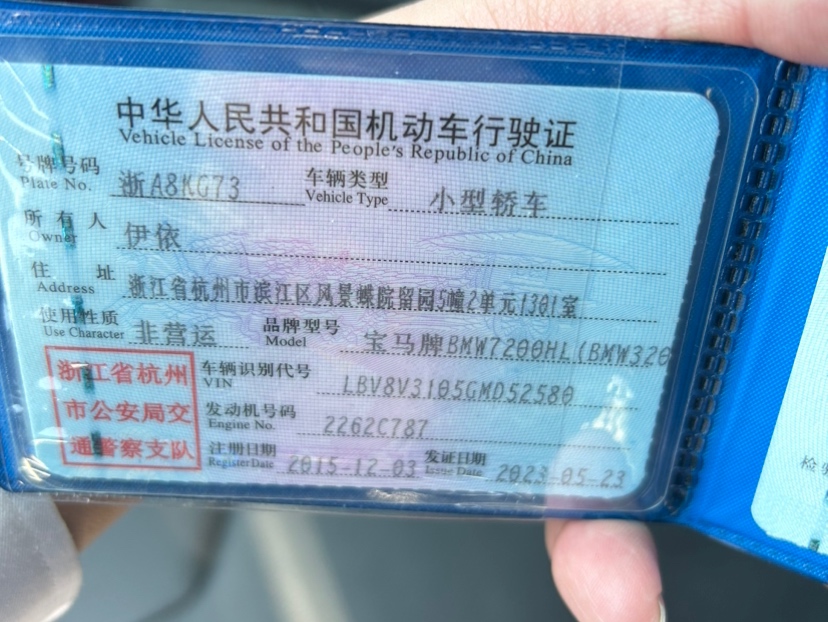 中华人民共和国机动车行驶证
Vehicle License of the People's Republic of China
号牌号码 浙A8KG73 车辆类型 小型轿车
Plate No. Vehicle Type
所有人 伊依
Owner
住址 浙江省杭州市滨江区风景蝶院留园5幢2单元1301室
Address
使用性质 非营运 品牌型号 宝马牌BMW7200HL(BMW320
Use Character Model
浙江省杭州 车辆识别代号 LBV8V3105GMD52580
VIN
市公安局交 发动机号码 2262C787
Engine No.
通警察支队 注册日期 2015-12-03 发证日期 2023-05-23
Register Date Issue Date